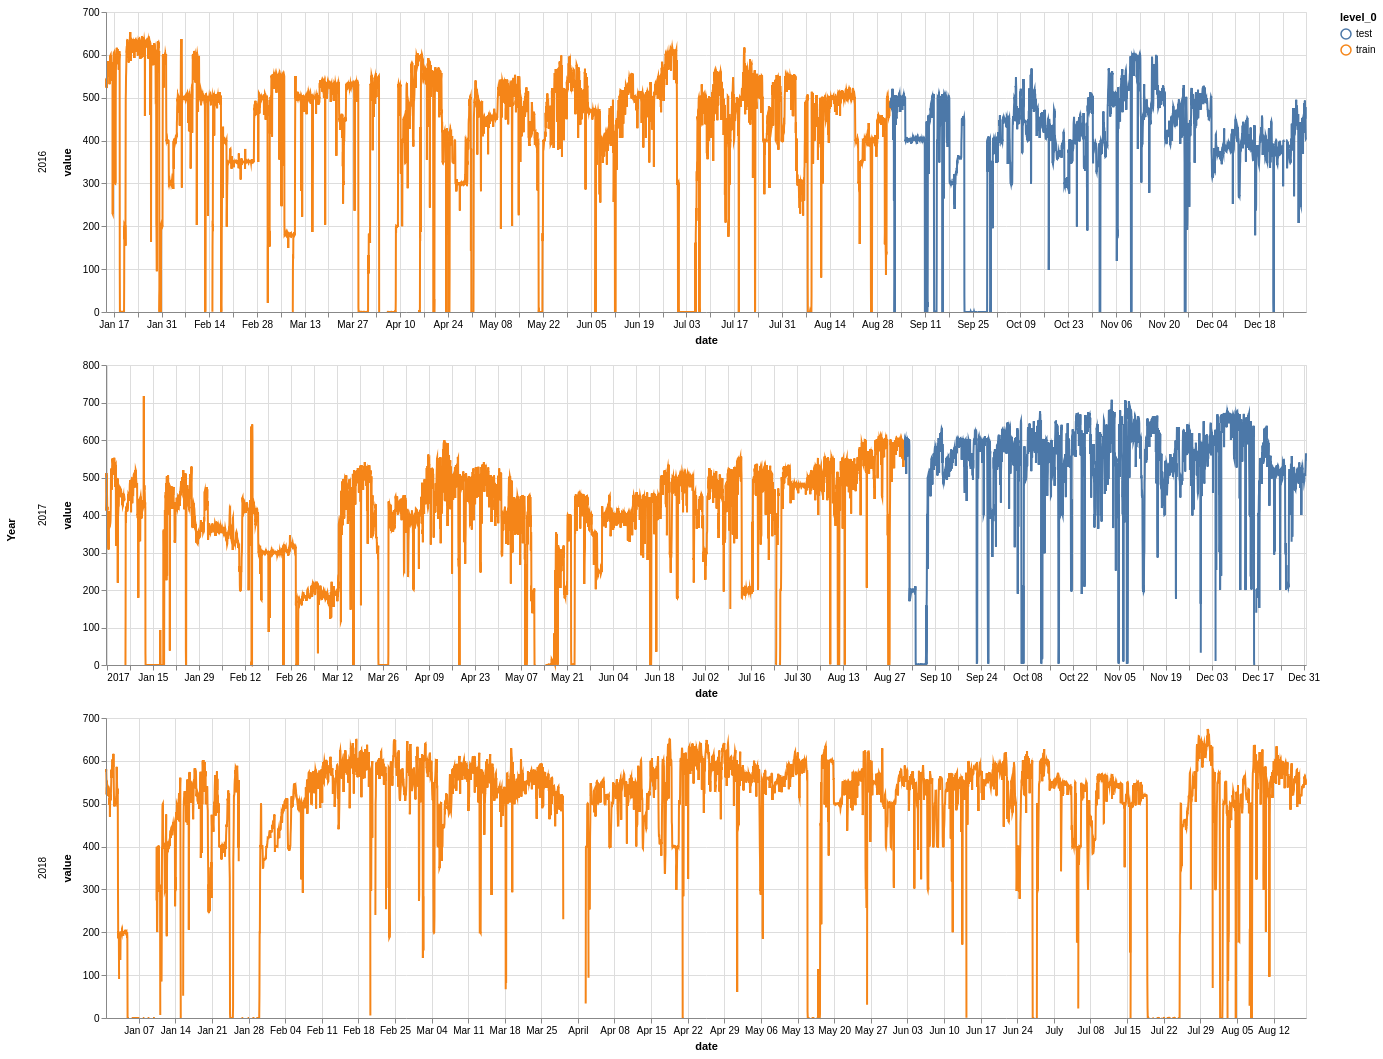 level_0
test
train
Year
2016
value
700
600
500
400
300
200
100
0
Jan 17 Jan 31 Feb 14 Feb 28 Mar 13 Mar 27 Apr 10 Apr 24 May 08 May 22 Jun 05 Jun 19 Jul 03 Jul 17 Jul 31 Aug 14 Aug 28 Sep 11 Sep 25 Oct 09 Oct 23 Nov 06 Nov 20 Dec 04 Dec 18
date
2017
value
800
700
600
500
400
300
200
100
0
2017 Jan 15 Jan 29 Feb 12 Feb 26 Mar 12 Mar 26 Apr 09 Apr 23 May 07 May 21 Jun 04 Jun 18 Jul 02 Jul 16 Jul 30 Aug 13 Aug 27 Sep 10 Sep 24 Oct 08 Oct 22 Nov 05 Nov 19 Dec 03 Dec 17 Dec 31
date
2018
value
700
600
500
400
300
200
100
0
Jan 07 Jan 14 Jan 21 Jan 28 Feb 04 Feb 11 Feb 18 Feb 25 Mar 04 Mar 11 Mar 18 Mar 25 April Apr 08 Apr 15 Apr 22 Apr 29 May 06 May 13 May 20 May 27 Jun 03 Jun 10 Jun 17 Jun 24 July Jul 08 Jul 15 Jul 22 Jul 29 Aug 05 Aug 12
date